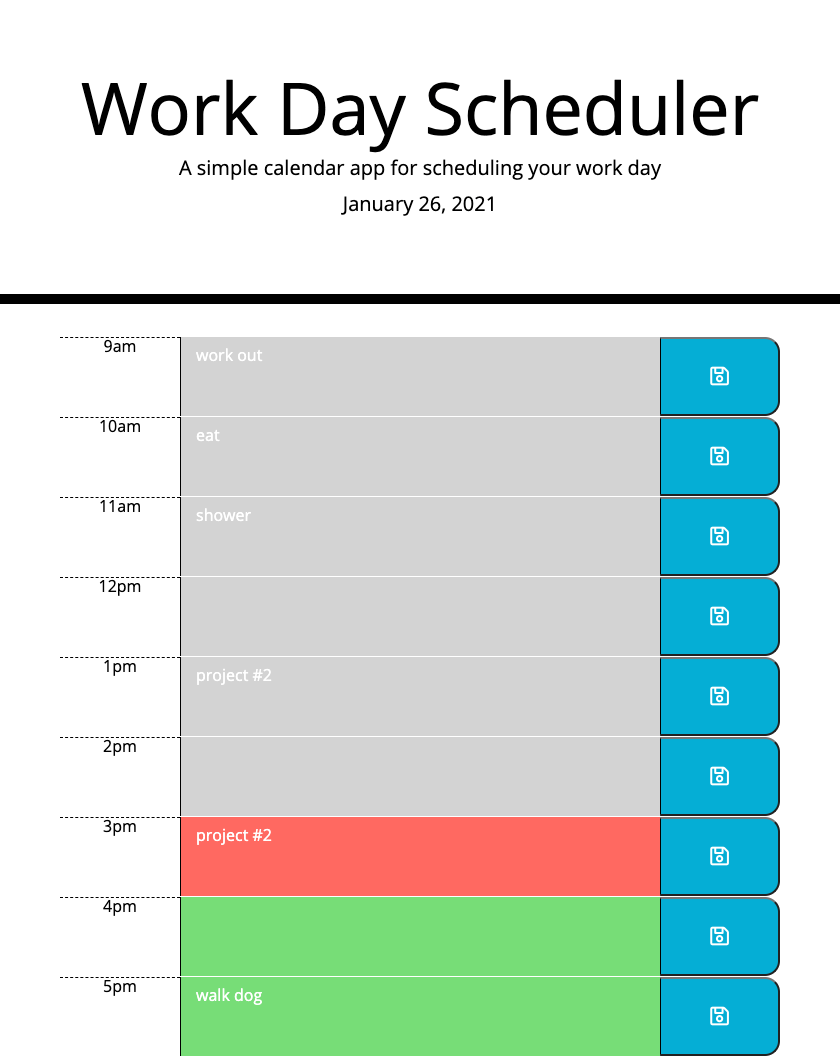 Work Day Scheduler
A simple calendar app for scheduling your work day
January 26, 2021
9am work out
10am eat
11am shower
12pm
1pm project #2
2pm
3pm project #2
4pm
5pm walk dog